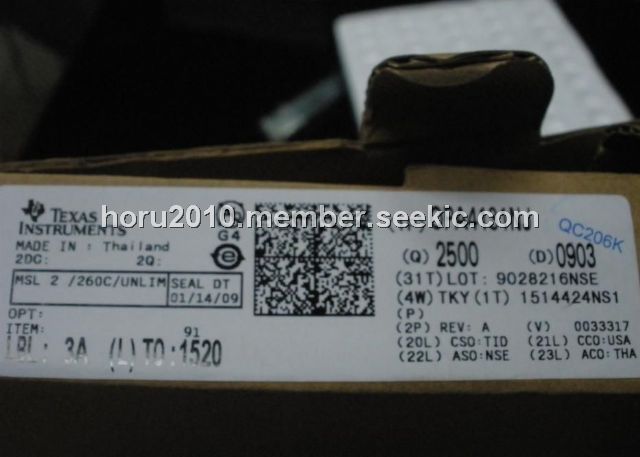 TEXAS
INSTRUMENTS
MADE IN : Thailand
2DC: 2Q:
MSL 2 /260C/UNLIM
SEAL DT
01/14/09
OPT:
ITEM: 91
LBL: 3A (L) TO:1520
G4
e
horu2010.member.seekic.com
QC206K
(Q) 2500 (D) 0903
(31T) LOT: 9028216NSE
(4W) TKY (1T) 1514424NS1
(P)
(2P) REV: A (V) 0033317
(20L) CSO:TID (21L) CCO:USA
(22L) ASO:NSE (23L) ACO:THA